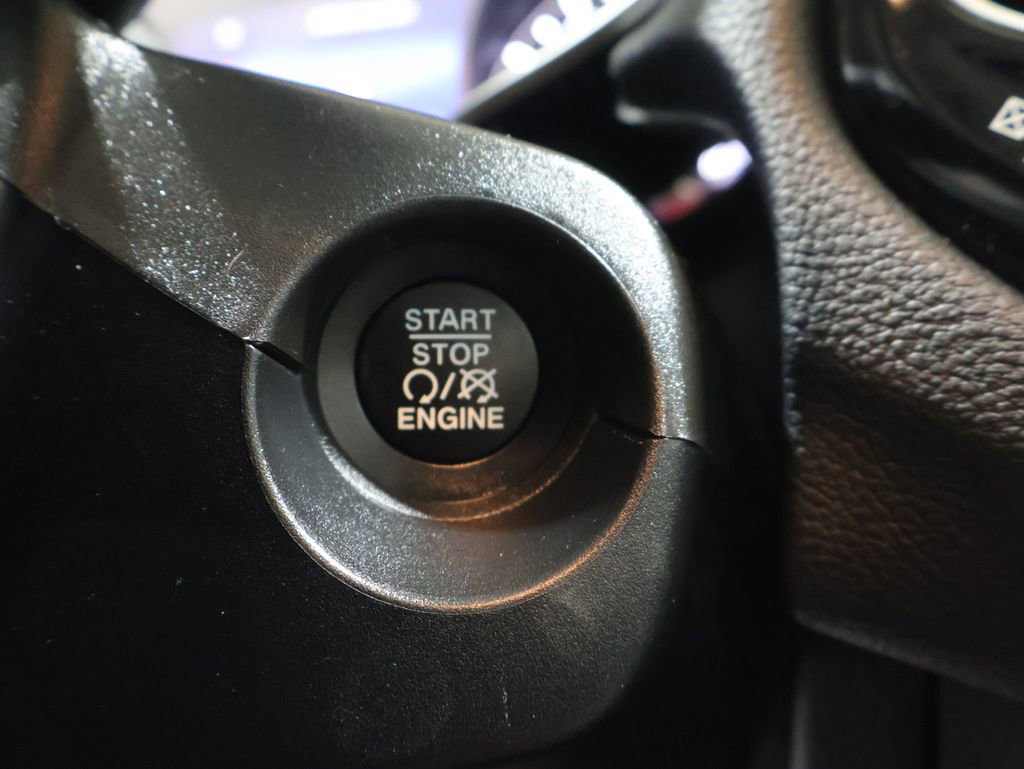 START
STOP
/
ENGINE